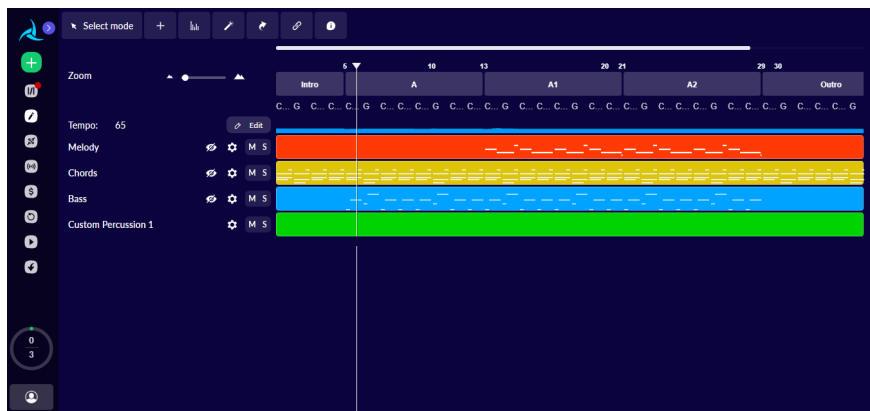 Select mode
Zoom
5 10 13 20 21 29 30
Intro A A1 A2 Outro
C... G C... C... C... G C... C... C... G C... C... C... G C... C... C... G C... C... C... G C... C... C... G C... C... C... G C... C... C... G
Tempo: 65 Edit
Melody M S
Chords M S
Bass M S
Custom Percussion 1 M S
0
3